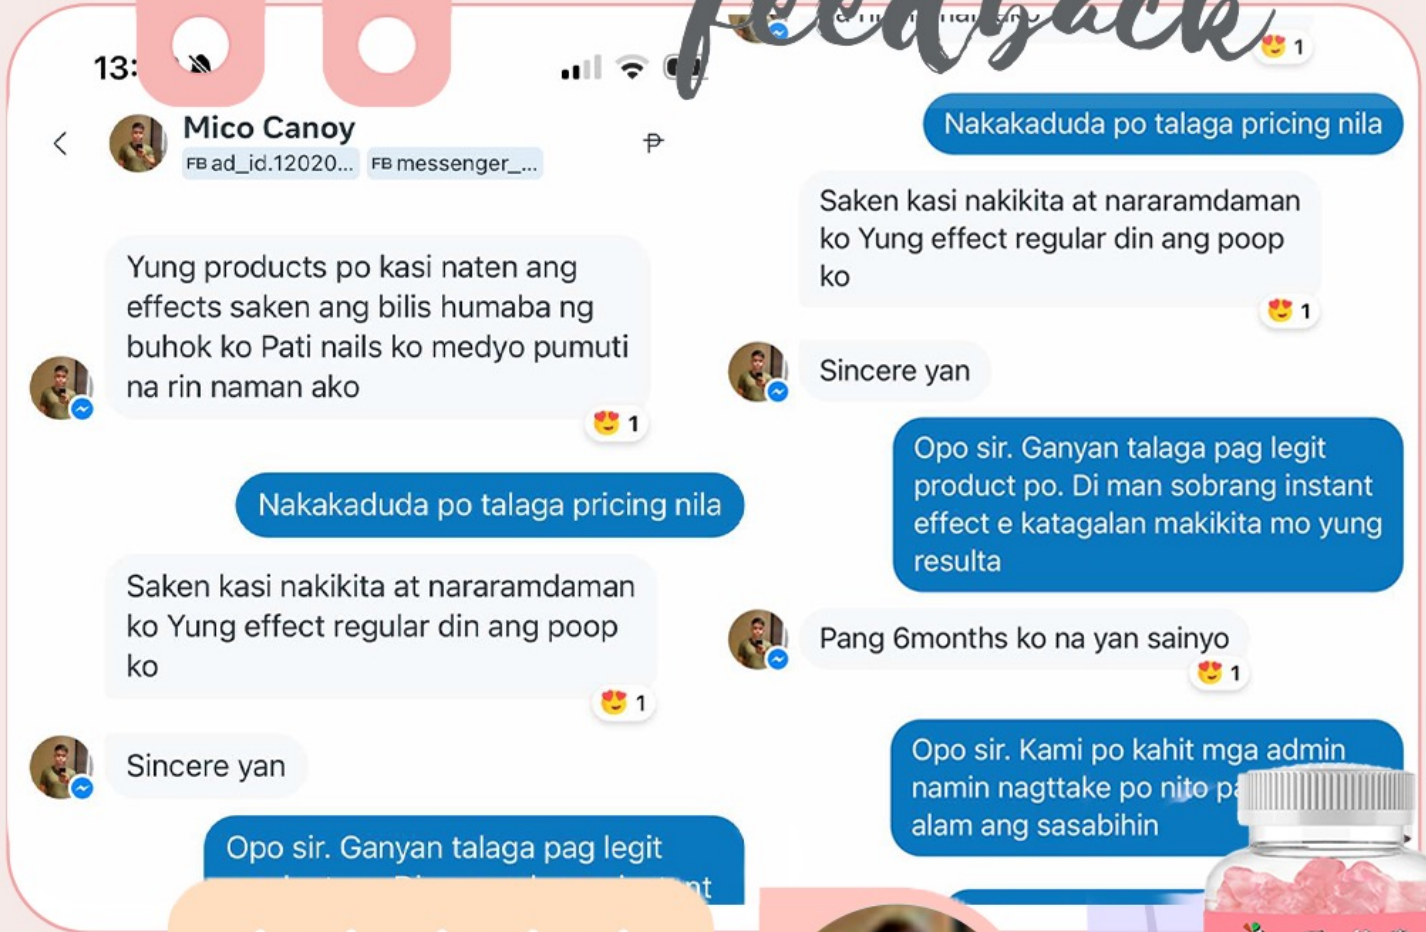 feedback
13:
Mico Canoy
FB ad_id.12020...
FB messenger_...
₱
Yung products po kasi naten ang
effects saken ang bilis humaba ng
buhok ko Pati nails ko medyo pumuti
na rin naman ako
1
Nakakaduda po talaga pricing nila
Saken kasi nakikita at nararamdaman
ko Yung effect regular din ang poop
ko
1
Sincere yan
Opo sir. Ganyan talaga pag legit
1
Nakakaduda po talaga pricing nila
Saken kasi nakikita at nararamdaman
ko Yung effect regular din ang poop
ko
1
Sincere yan
Opo sir. Ganyan talaga pag legit
product po. Di man sobrang instant
effect e katagalan makikita mo yung
resulta
Pang 6months ko na yan sainyo
1
Opo sir. Kami po kahit mga admin
namin nagttake po nito
alam ang sasabihin